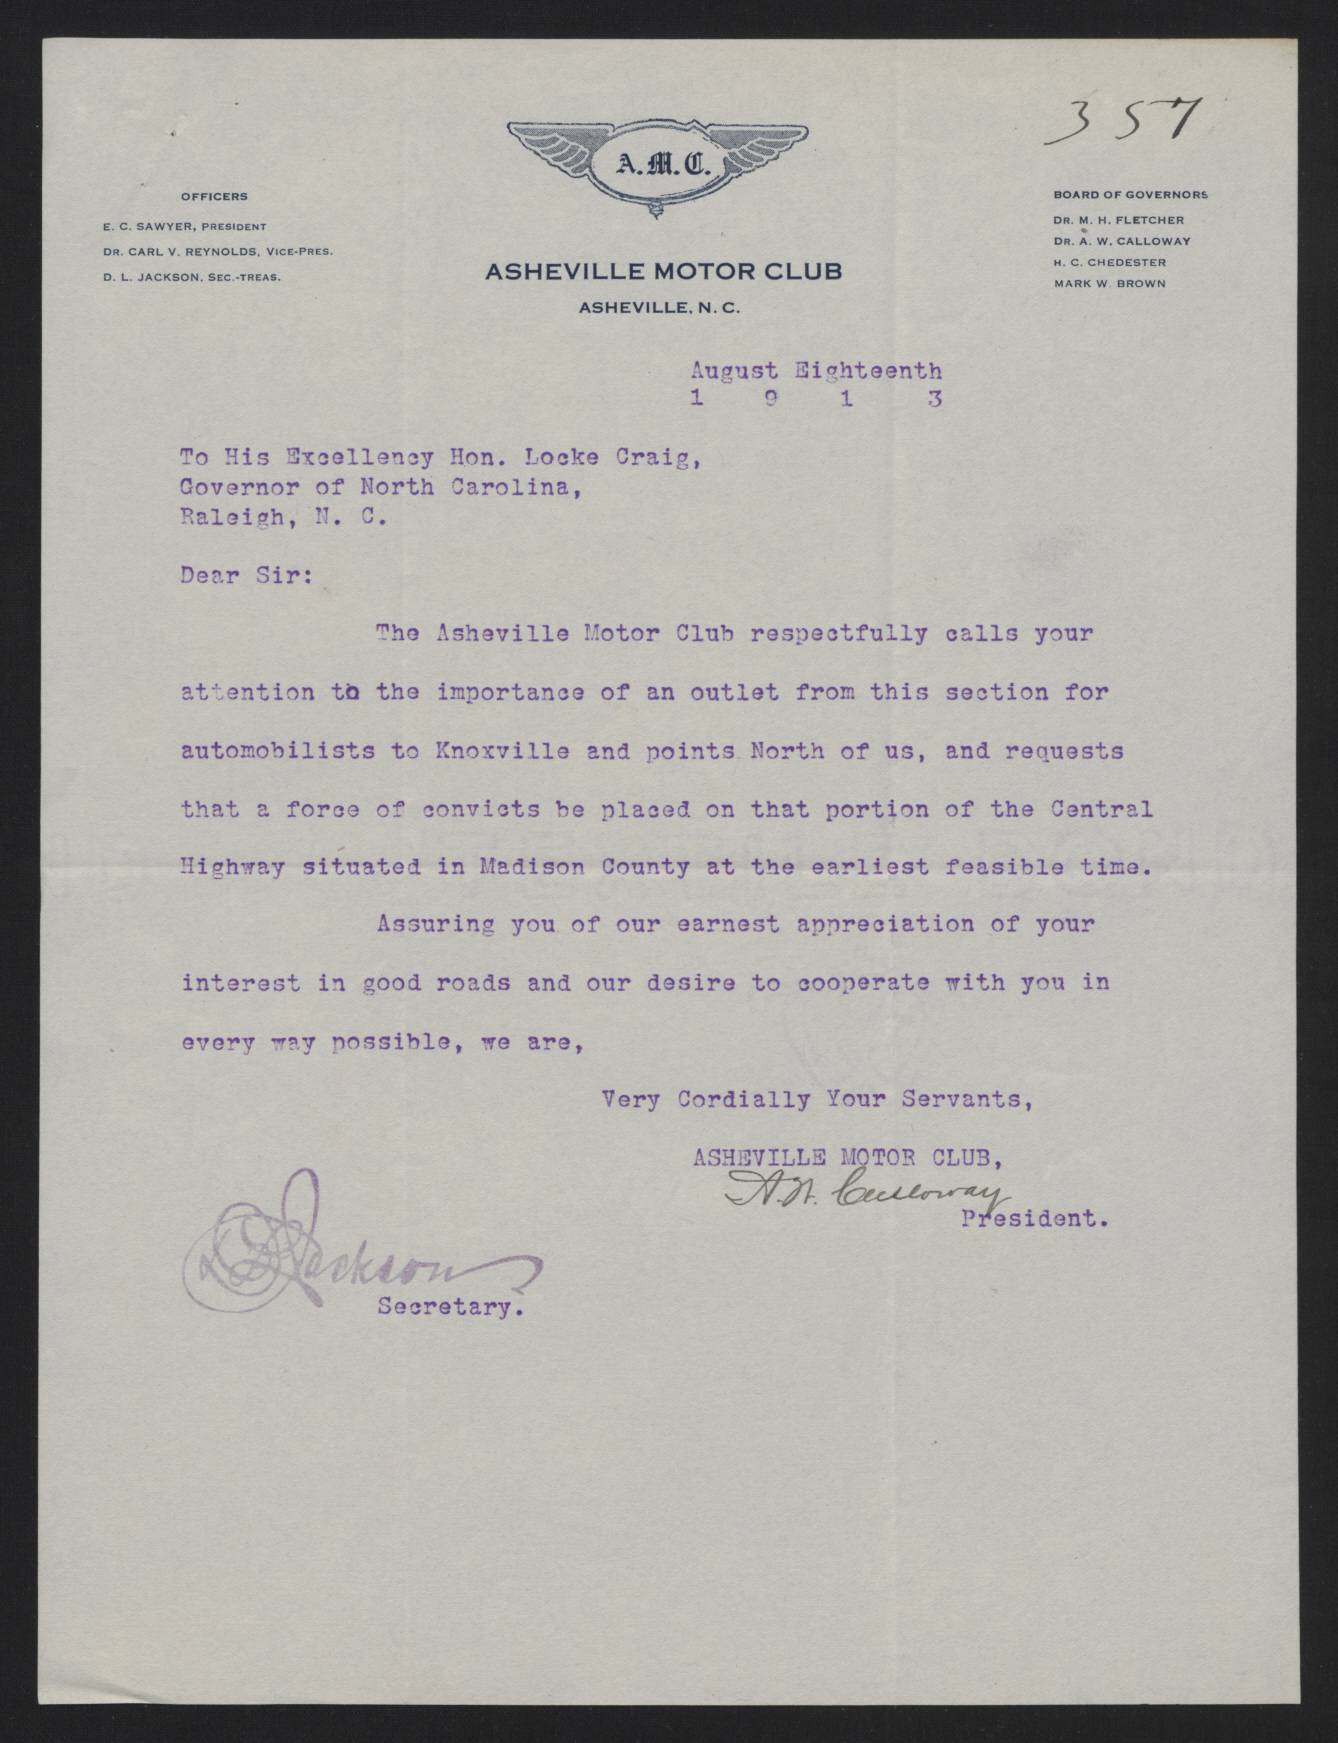 357
A.M.C.
OFFICERS
E. C. SAWYER, PRESIDENT
DR. CARL V. REYNOLDS, VICE-PRES.
D. L. JACKSON, SEC.-TREAS.
ASHEVILLE MOTOR CLUB
ASHEVILLE, N. C.
BOARD OF GOVERNORS
DR. M. H. FLETCHER
DR. A. W. CALLOWAY
H. C. CHEDESTER
MARK W. BROWN
August Eighteenth
1 9 1 3
To His Excellency Hon. Locke Craig,
Governor of North Carolina,
Raleigh, N. C.
Dear Sir:
The Asheville Motor Club respectfully calls your
attention to the importance of an outlet from this section for
automobilists to Knoxville and points North of us, and requests
that a force of convicts be placed on that portion of the Central
Highway situated in Madison County at the earliest feasible time.
Assuring you of our earnest appreciation of your
interest in good roads and our desire to cooperate with you in
every way possible, we are,
Very Cordially Your Servants,
ASHEVILLE MOTOR CLUB,
A.W. Calloway
President.
D L Jackson
Secretary.